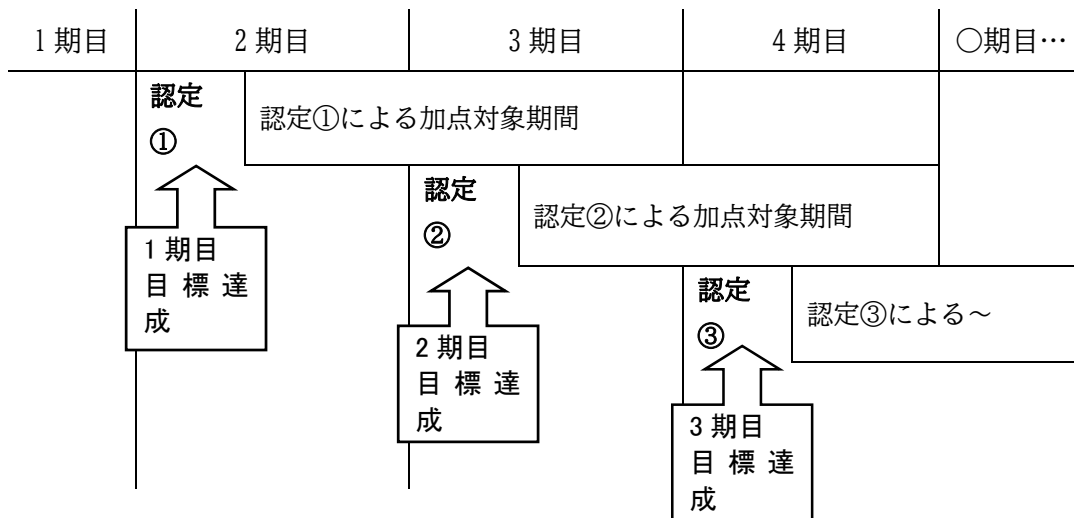 1期目 2期目 3期目 4期目 〇期目…
認定
①
認定①による加点対象期間
1期目
目標達
成
認定
②
認定②による加点対象期間
2期目
目標達
成
認定
③
認定③による～
3期目
目標達
成